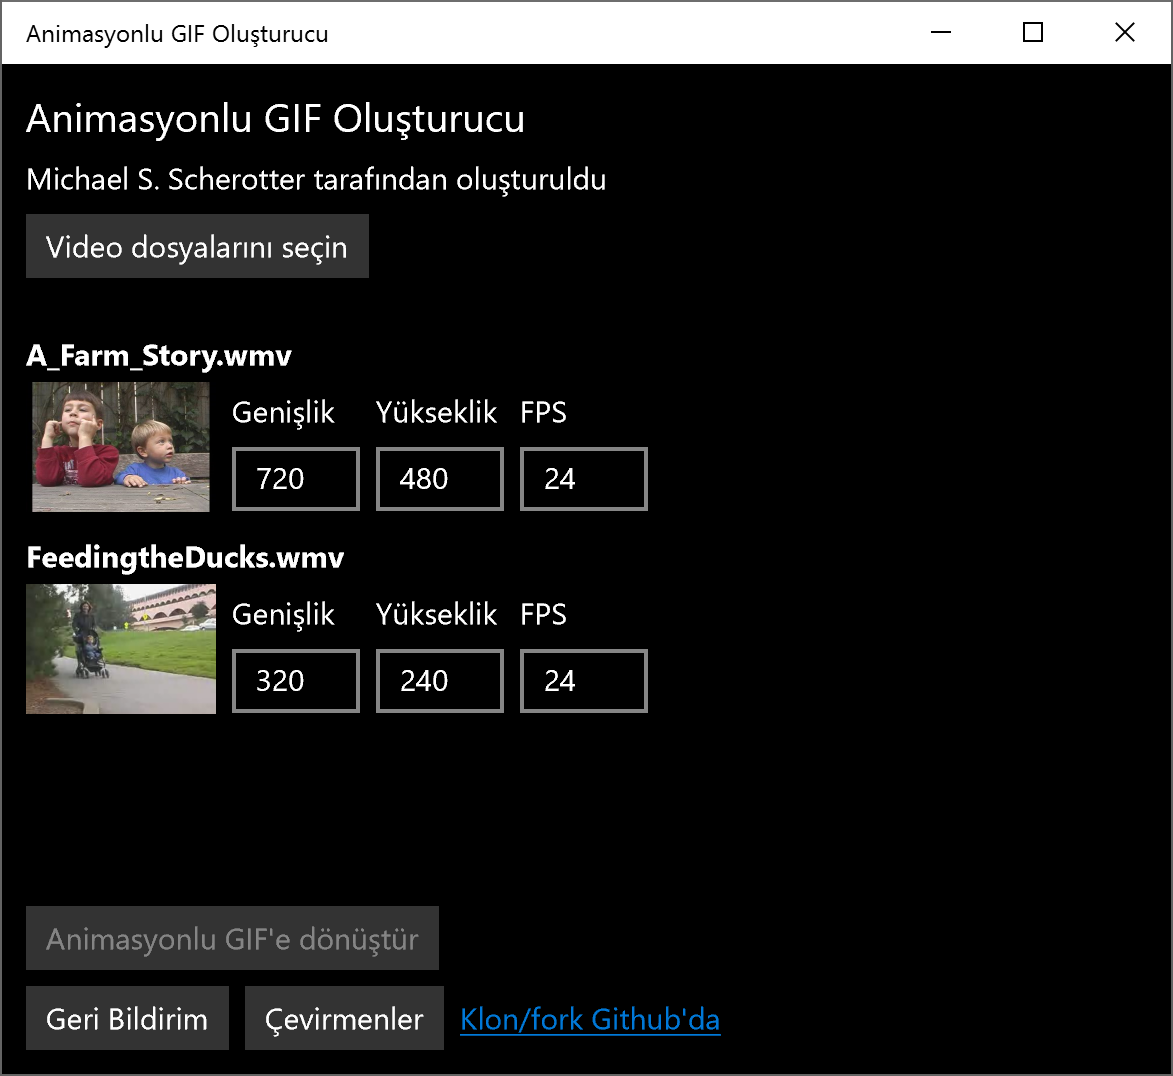 Animasyonlu GIF Oluşturucu
Animasyonlu GIF Oluşturucu
Michael S. Scherotter tarafından oluşturuldu
Video dosyalarını seçin
A_Farm_Story.wmv
Genişlik Yükseklik FPS
720 480 24
FeedingtheDucks.wmv
Genişlik Yükseklik FPS
320 240 24
Animasyonlu GIF'e dönüştür
Geri Bildirim Çevirmenler Klon/fork Github'da